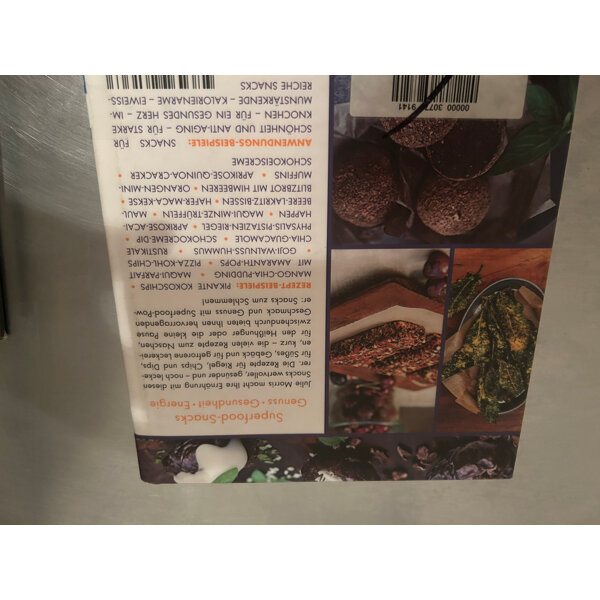 Superfood-Snacks
Genuss · Gesundheit · Energie
Julie Morris macht Ihre Ernährung mit diesen
Snacks wertvoller, gesünder und – noch lecke-
rer. Die Rezepte für Riegel, Chips und Dips,
für Süßes, Gebäck und für gefrorene Leckerei-
en, kurz – die vielen Rezepte zum Naschen,
für den Heißhunger oder die kleine Pause
zwischendurch bieten Ihnen hervorragenden
Geschmack und Genuss mit Superfood-Pow-
er: Snacks zum Schlemmen!
REZEPT-BEISPIELE: PIKANTE KOKOSCHIPS •
MANGO-CHIA-PUDDING • MAQUI-PARFAIT
MIT AMARANTH-POPS • PIZZA-KOHL-CHIPS
• GOJI-WALNUSS-HUMMUS • RUSTIKALE
CHIA-GUACAMOLE • SCHOKOCREME-DIP •
PHYSALIS-PISTAZIEN-RIEGEL • APRIKOSE-ACAI-
HAPPEN • MAQUI-MINZE-TRÜFFELN • MAUL-
BEERE-LAKRITZ-BISSEN • HAFER-MACA-KEKSE
• BLITZBROT MIT HIMBEEREN • ORANGEN-MINI-
MUFFINS • APRIKOSE-QUINOA-CRACKER •
SCHOKOEISCREME
ANWENDUNGS-BEISPIELE: SNACKS FÜR
SCHÖNHEIT UND ANTI-AGING – FÜR STARKE
KNOCHEN – FÜR EIN GESUNDES HERZ – IM-
MUNSTÄRKENDE – KALORIENARME – EIWEISS-
REICHE SNACKS
00000 307 9141